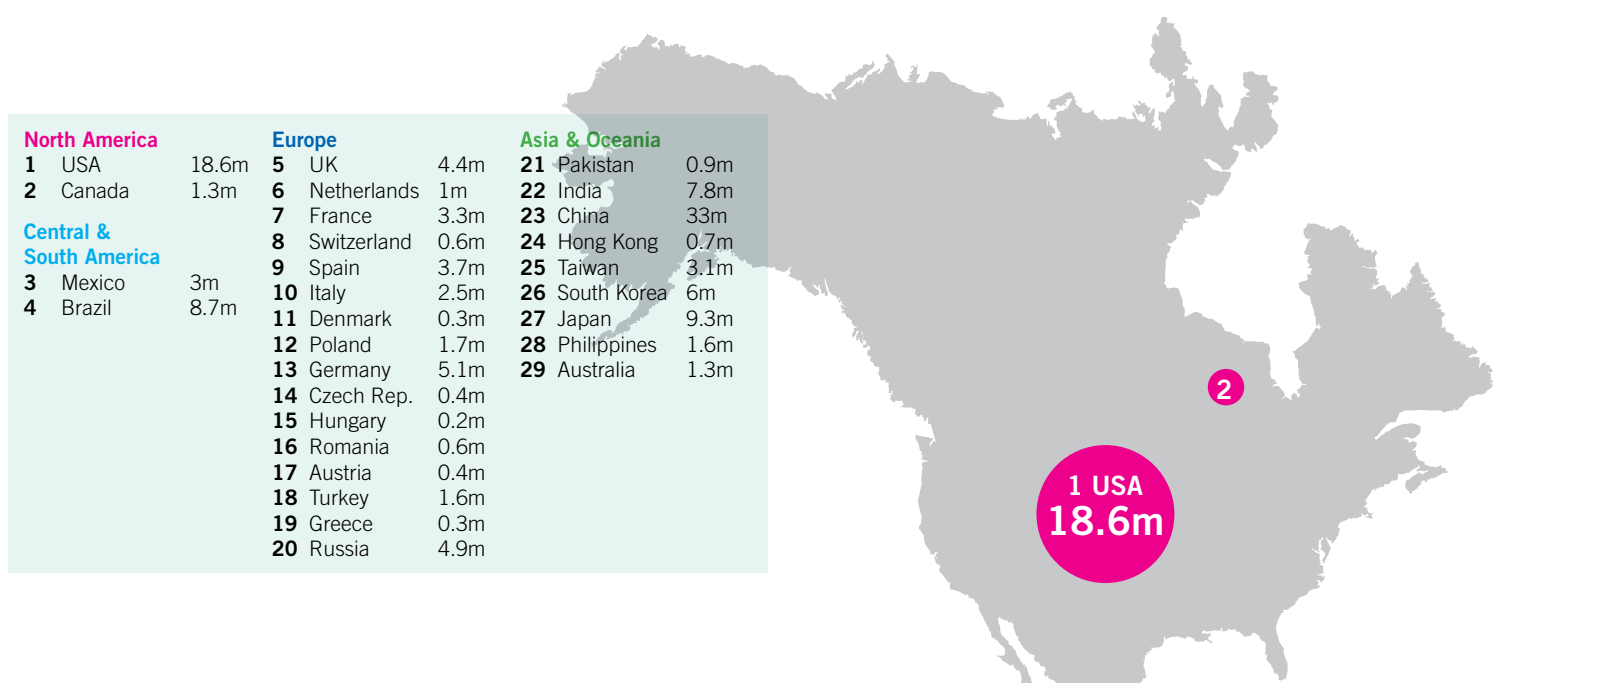 North America
1 USA 18.6m
2 Canada 1.3m
Central &
South America
3 Mexico 3m
4 Brazil 8.7m
Europe
5 UK 4.4m
6 Netherlands 1m
7 France 3.3m
8 Switzerland 0.6m
9 Spain 3.7m
10 Italy 2.5m
11 Denmark 0.3m
12 Poland 1.7m
13 Germany 5.1m
14 Czech Rep. 0.4m
15 Hungary 0.2m
16 Romania 0.6m
17 Austria 0.4m
18 Turkey 1.6m
19 Greece 0.3m
20 Russia 4.9m
Asia & Oceania
21 Pakistan 0.9m
22 India 7.8m
23 China 33m
24 Hong Kong 0.7m
25 Taiwan 3.1m
26 South Korea 6m
27 Japan 9.3m
28 Philippines 1.6m
29 Australia 1.3m
2
1 USA
18.6m